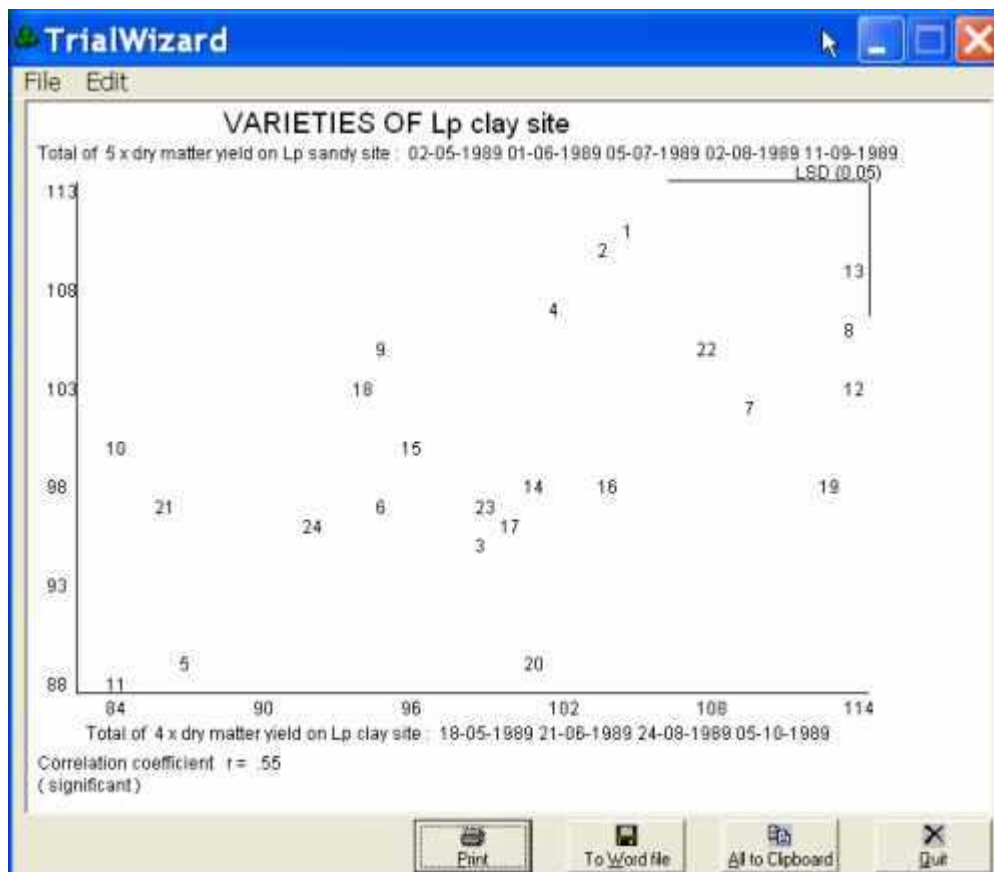 TrialWizard
File Edit
VARIETIES OF Lp clay site
Total of 5 x dry matter yield on Lp sandy site : 02-05-1989 01-06-1989 05-07-1989 02-08-1989 11-09-1989
LSD (0.05)
113
1
2
13
108
4
8
9 22
103 18 12
7
10 15
98 14 16 19
21 6 23
24 17
3
93
5 20
88 11
84 90 96 102 108 114
Total of 4 x dry matter yield on Lp clay site : 18-05-1989 21-06-1989 24-08-1989 05-10-1989
Correlation coefficient r = .55
( significant )
Print To Word file All to Clipboard Quit